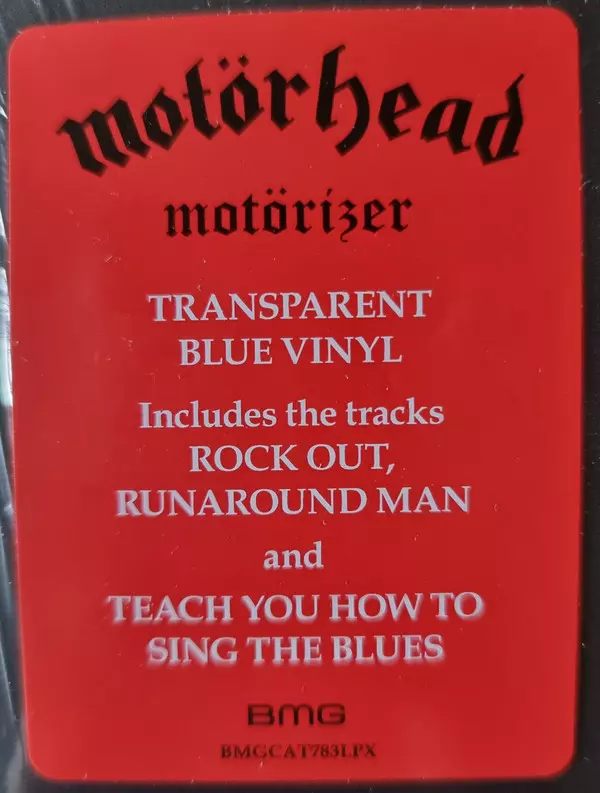 motörhead
motörizer
TRANSPARENT
BLUE VINYL
Includes the tracks
ROCK OUT,
RUNAROUND MAN
and
TEACH YOU HOW TO
SING THE BLUES
BMG
BMGCAT783LPX